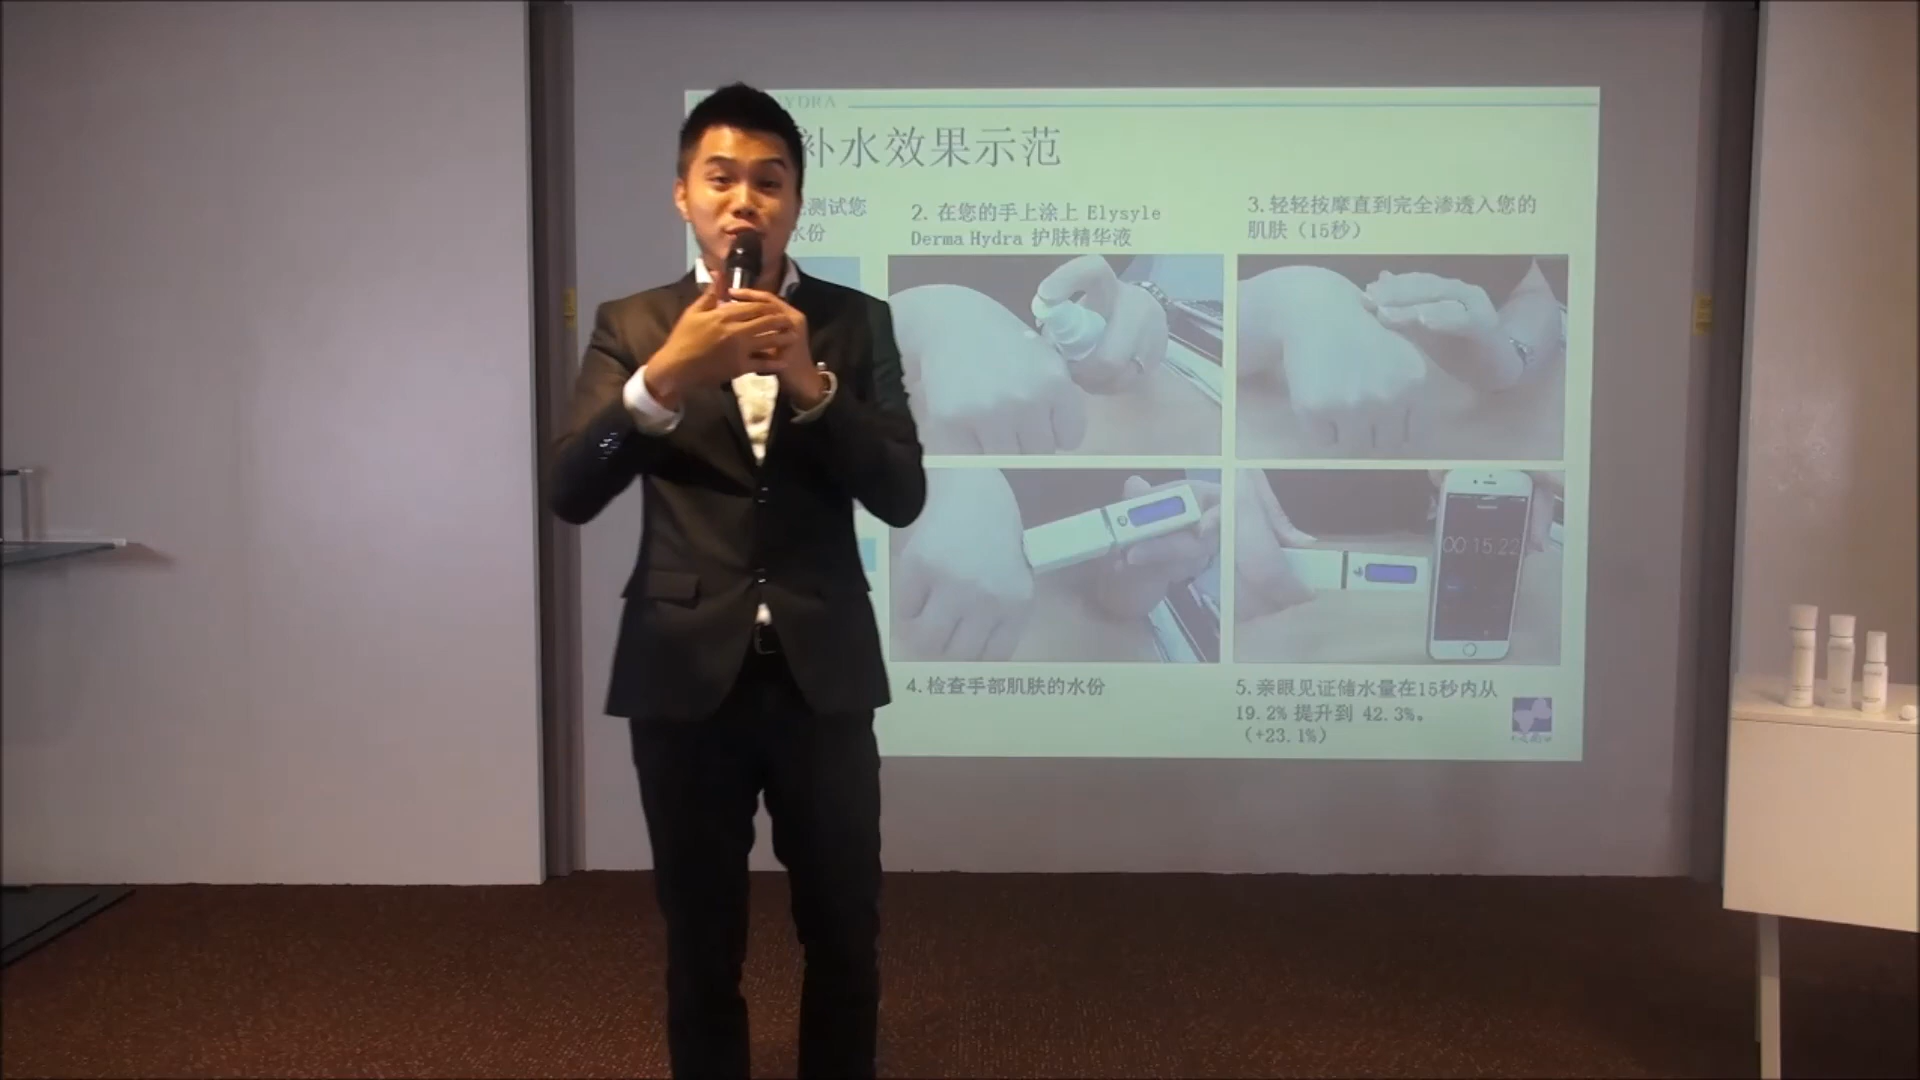 YDRA
补水效果示范
测试您
水份
2. 在您的手上涂上 Elysyle
Derma Hydra 护肤精华液
3.轻轻按摩直到完全渗透入您的
肌肤（15秒）
00:15.22
4.检查手部肌肤的水份
5.亲眼见证储水量在15秒内从
19.2% 提升到 42.3%。
（+23.1%）